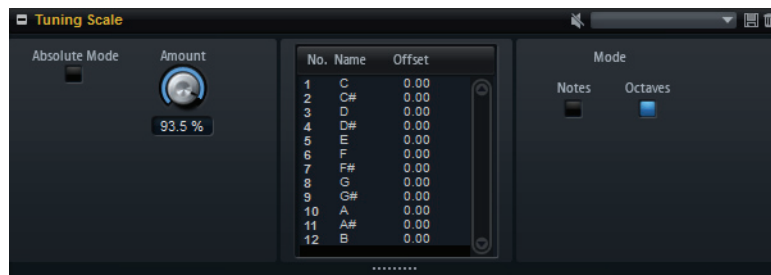 Tuning Scale
Absolute Mode
Amount
93.5 %
No. Name Offset
1 C 0.00
2 C# 0.00
3 D 0.00
4 D# 0.00
5 E 0.00
6 F 0.00
7 F# 0.00
8 G 0.00
9 G# 0.00
10 A 0.00
11 A# 0.00
12 B 0.00
Mode
Notes Octaves